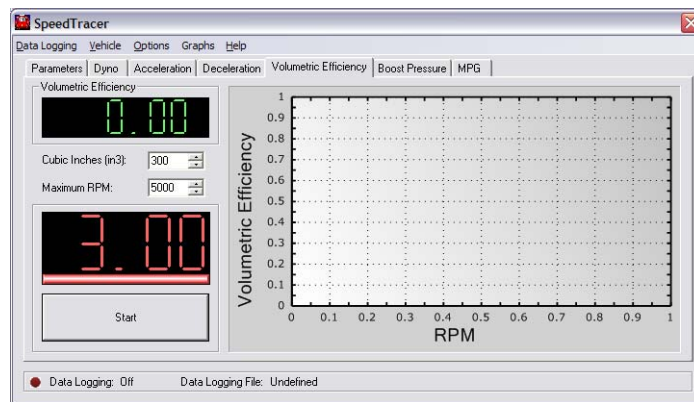 SpeedTracer
Data Logging Vehicle Options Graphs Help
Parameters Dyno Acceleration Deceleration Volumetric Efficiency Boost Pressure MPG
Volumetric Efficiency
0.00
Cubic Inches (in3): 300
Maximum RPM: 5000
3.00
Start
Volumetric Efficiency
1
0.9
0.8
0.7
0.6
0.5
0.4
0.3
0.2
0.1
0
0 0.1 0.2 0.3 0.4 0.5 0.6 0.7 0.8 0.9 1
RPM
Data Logging: Off Data Logging File: Undefined